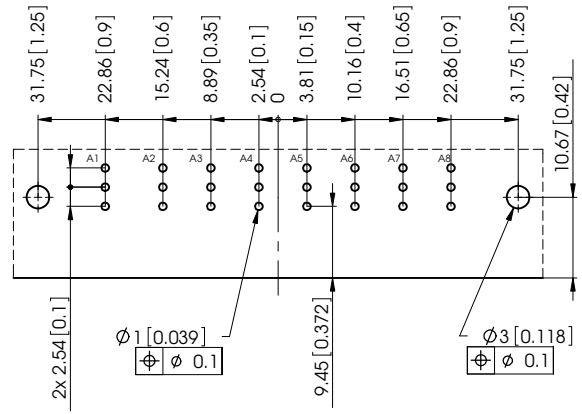 31.75 [1.25]
22.86 [0.9]
15.24 [0.6]
8.89 [0.35]
2.54 [0.1]
0
3.81 [0.15]
10.16 [0.4]
16.51 [0.65]
22.86 [0.9]
31.75 [1.25]
10.67 [0.42]
A1
A2
A3
A4
A5
A6
A7
A8
2x 2.54 [0.1]
Ø 1 [0.039]
⌖ Ø 0.1
9.45 [0.372]
Ø 3 [0.118]
⌖ Ø 0.1